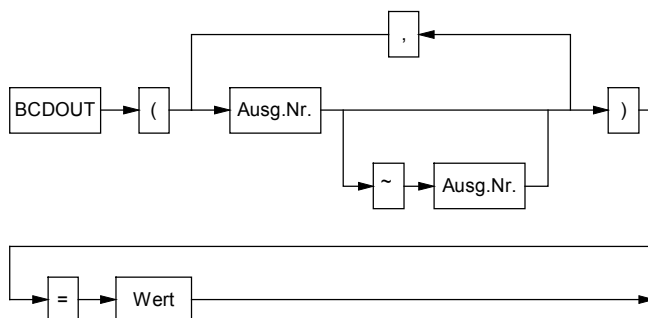 ,
BCDOUT ( Ausg.Nr. )
~ Ausg.Nr.
= Wert